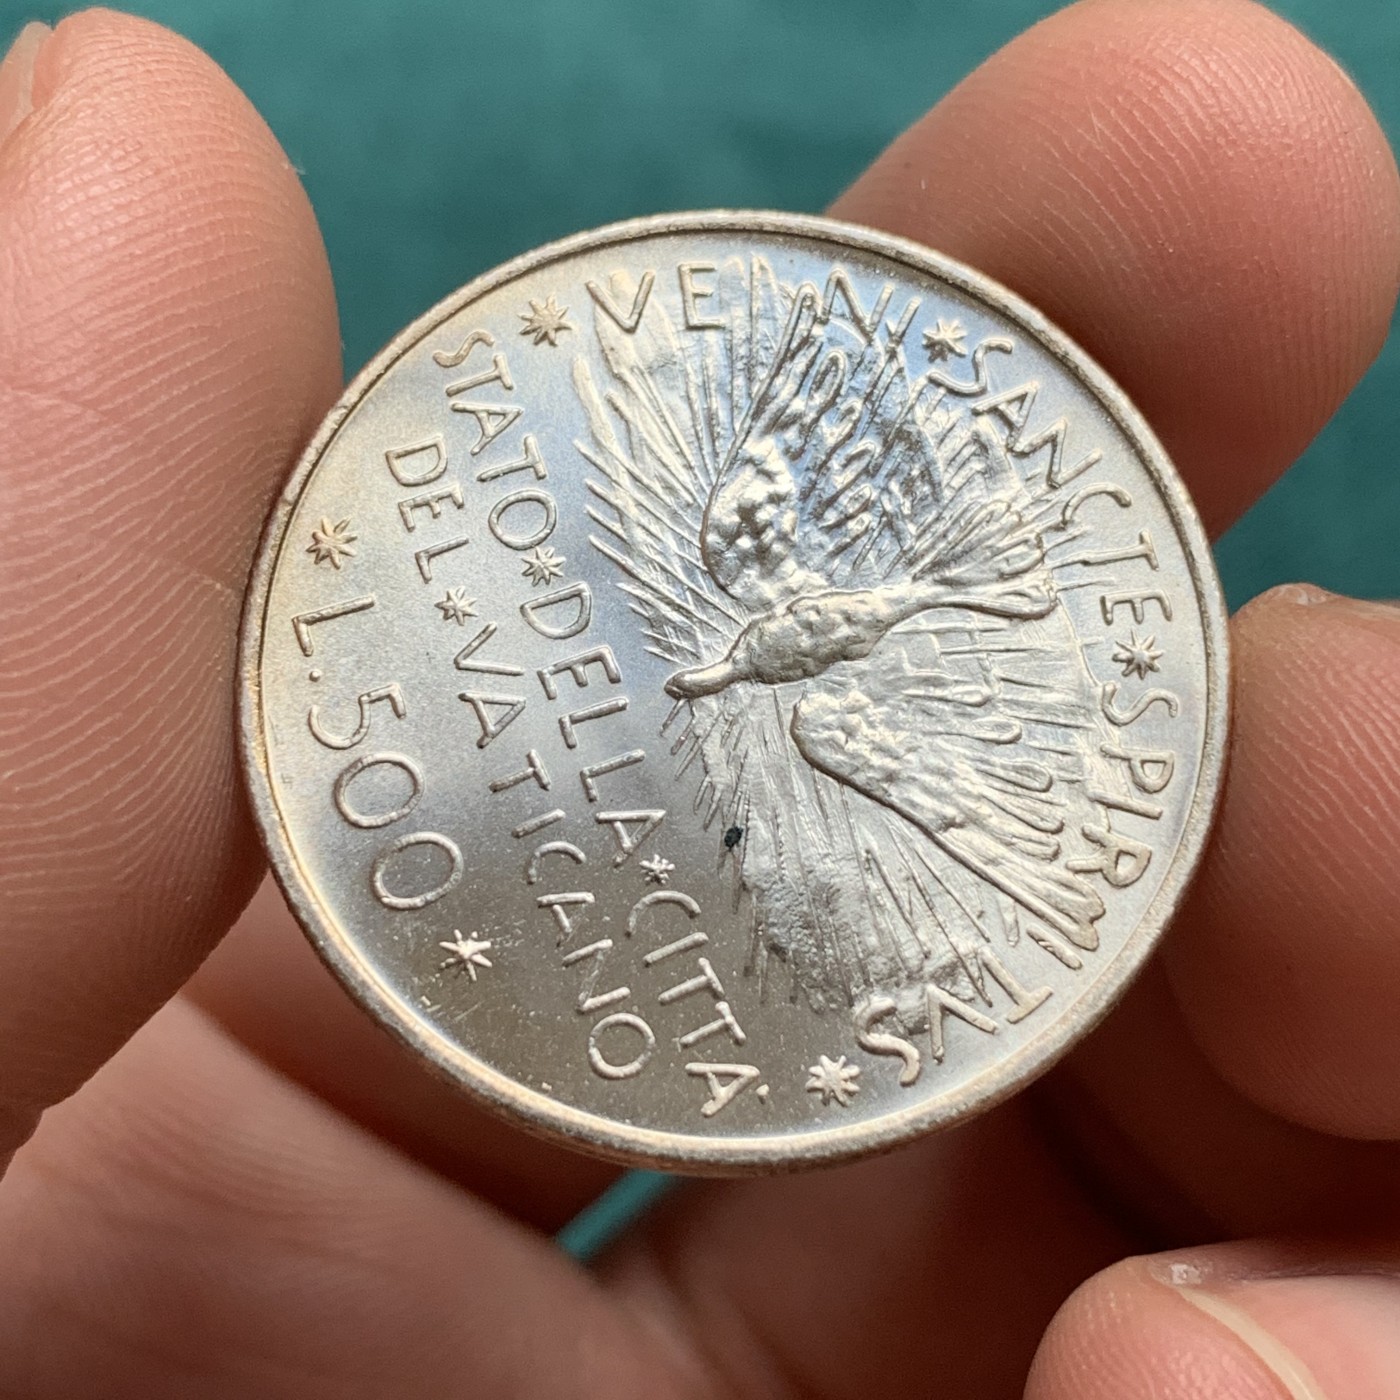 VENI * SANCTE * SPIRITVS
STATO * DELLA * CITTÀ
DEL * VATICANO
* L. 500 *